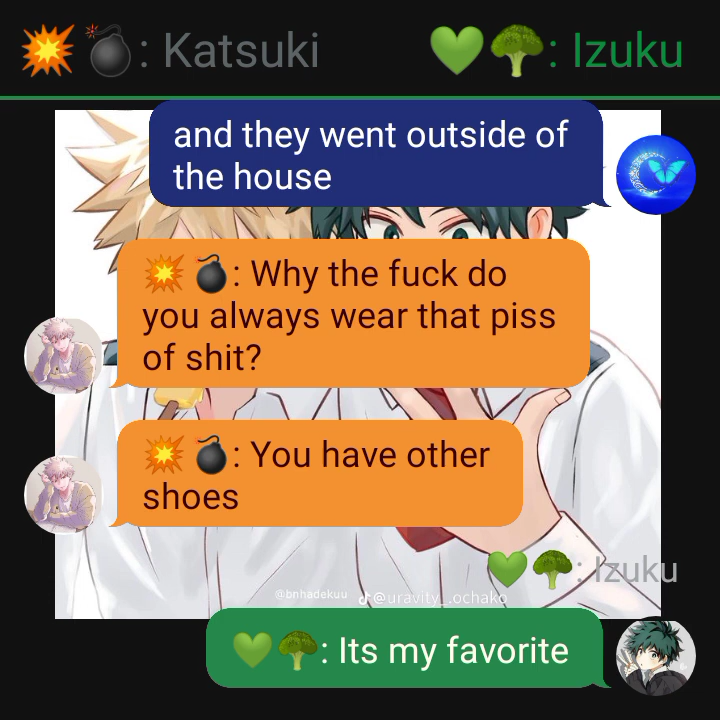 💥💣: Katsuki
💚🥦: Izuku
and they went outside of
the house
💥💣: Why the fuck do
you always wear that piss
of shit?
💥💣: You have other
shoes
💚🥦: Izuku
@bnhadekuu
@uravity_.ochako
💚🥦: Its my favorite